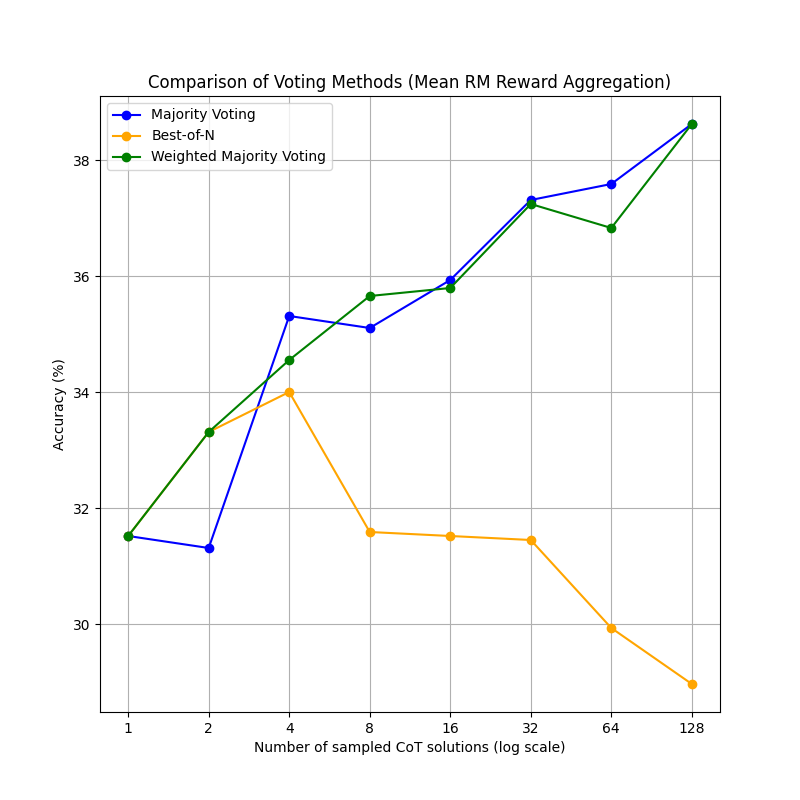 Comparison of Voting Methods (Mean RM Reward Aggregation)
Majority Voting
Best-of-N
Weighted Majority Voting
Accuracy (%)
38
36
34
32
30
1 2 4 8 16 32 64 128
Number of sampled CoT solutions (log scale)